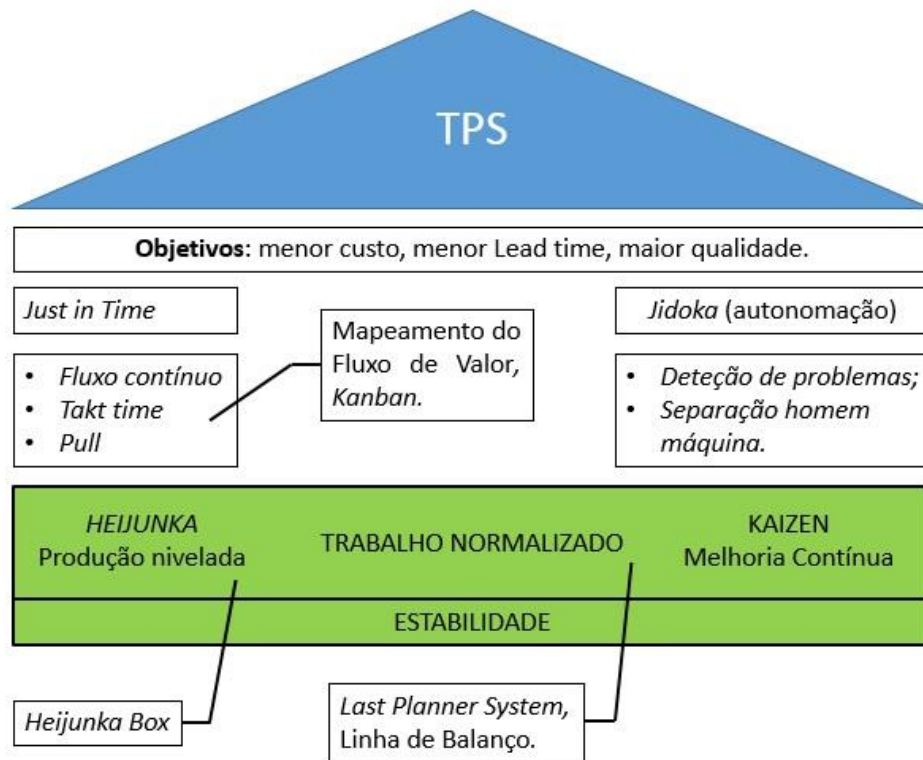 TPS
Objetivos: menor custo, menor Lead time, maior qualidade.
Just in Time
Jidoka (autonomação)
Mapeamento do
Fluxo de Valor,
Kanban.
• Fluxo contínuo
• Takt time
• Pull
• Deteção de problemas;
• Separação homem
máquina.
HEIJUNKA
Produção nivelada
TRABALHO NORMALIZADO
KAIZEN
Melhoria Contínua
ESTABILIDADE
Heijunka Box
Last Planner System,
Linha de Balanço.